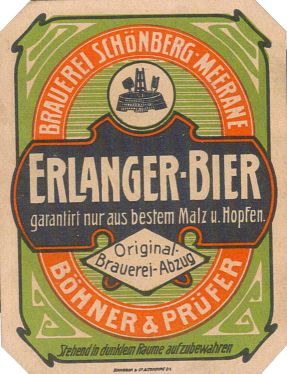 BRAUEREI SCHÖNBERG-MEERANE
ERLANGER-BIER
garantirt nur aus bestem Malz u. Hopfen.
Original-
Brauerei-Abzug
BÖHNER & PRÜFER
Stehend in dunklem Raume aufzubewahren